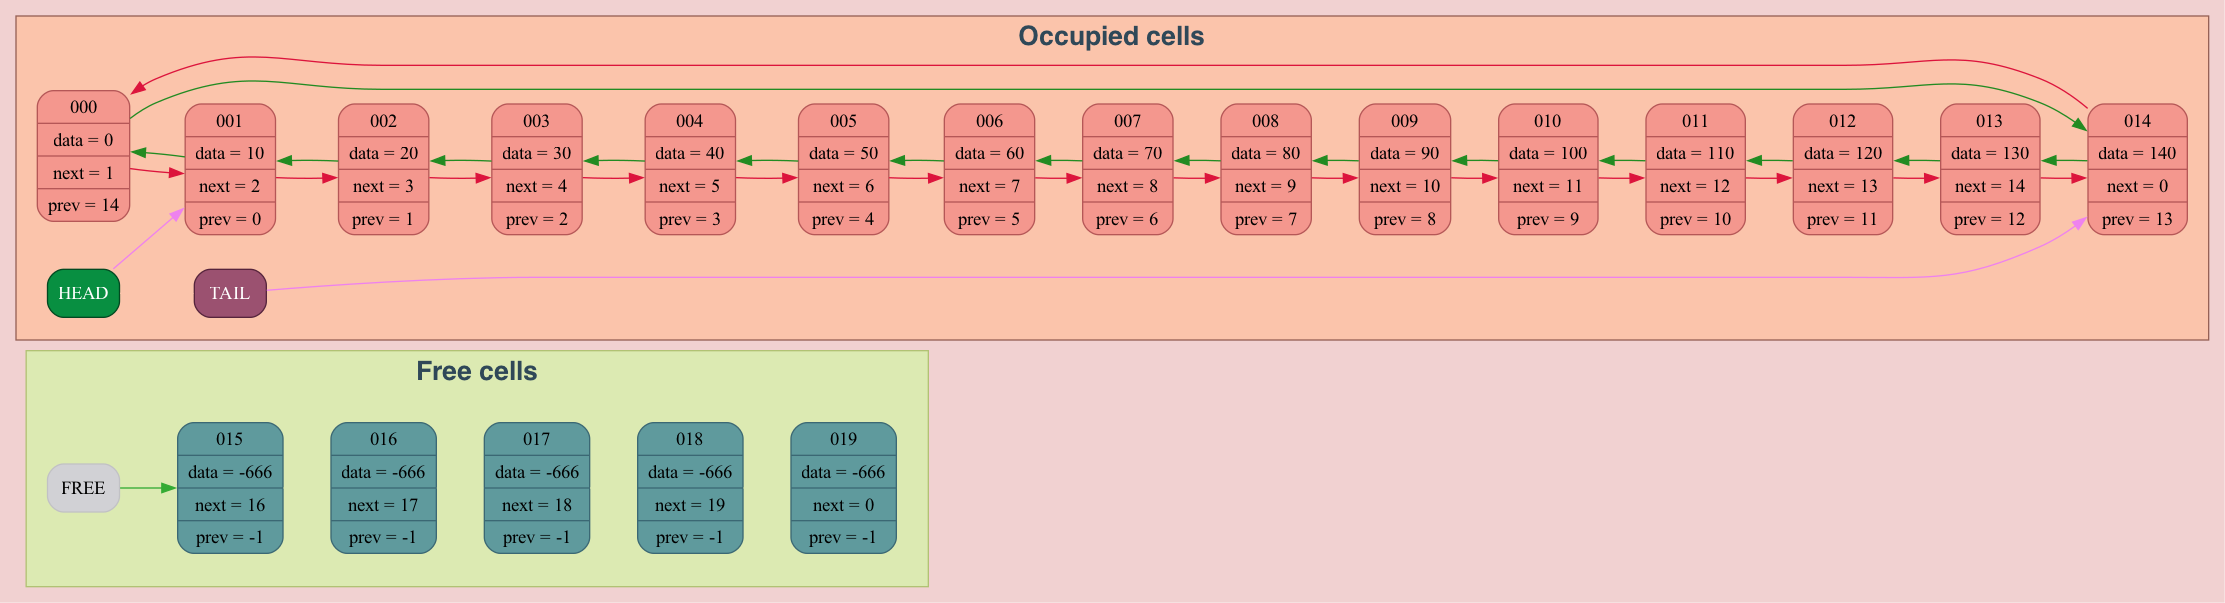 Occupied cells
000
data = 0
next = 1
prev = 14
001
data = 10
next = 2
prev = 0
002
data = 20
next = 3
prev = 1
003
data = 30
next = 4
prev = 2
004
data = 40
next = 5
prev = 3
005
data = 50
next = 6
prev = 4
006
data = 60
next = 7
prev = 5
007
data = 70
next = 8
prev = 6
008
data = 80
next = 9
prev = 7
009
data = 90
next = 10
prev = 8
010
data = 100
next = 11
prev = 9
011
data = 110
next = 12
prev = 10
012
data = 120
next = 13
prev = 11
013
data = 130
next = 14
prev = 12
014
data = 140
next = 0
prev = 13
HEAD
TAIL
Free cells
FREE
015
data = -666
next = 16
prev = -1
016
data = -666
next = 17
prev = -1
017
data = -666
next = 18
prev = -1
018
data = -666
next = 19
prev = -1
019
data = -666
next = 0
prev = -1